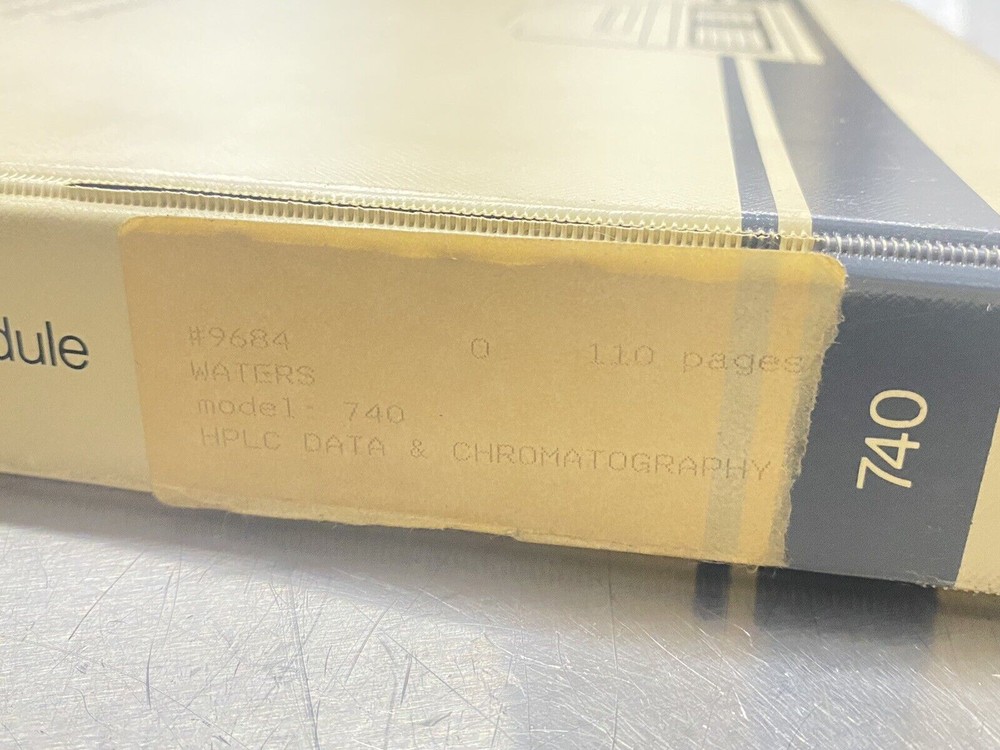 dule
#9684 0 110 pages
WATERS
model- 740
HPLC DATA & CHROMATOGRAPHY
740